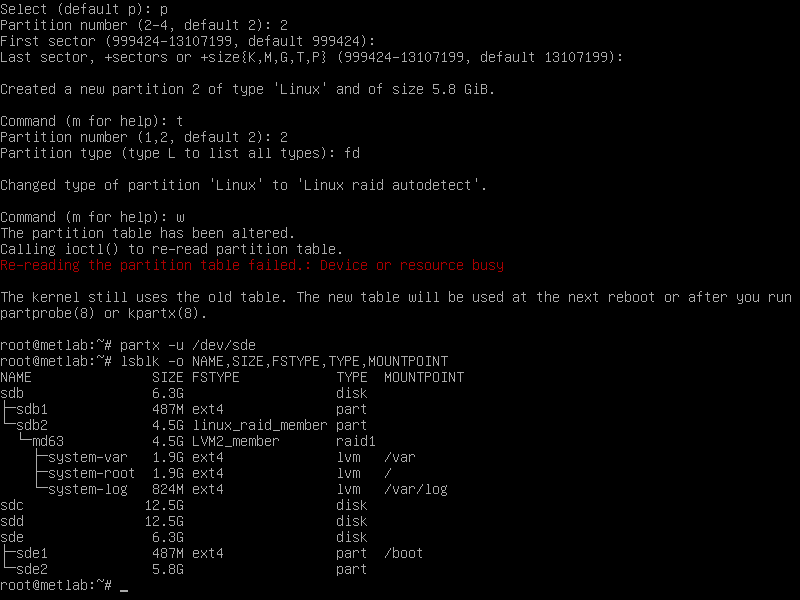 Select (default p): p
Partition number (2-4, default 2): 2
First sector (999424-13107199, default 999424):
Last sector, +sectors or +size{K,M,G,T,P} (999424-13107199, default 13107199):
Created a new partition 2 of type 'Linux' and of size 5.8 GiB.
Command (m for help): t
Partition number (1,2, default 2): 2
Partition type (type L to list all types): fd
Changed type of partition 'Linux' to 'Linux raid autodetect'.
Command (m for help): w
The partition table has been altered.
Calling ioctl() to re-read partition table.
Re-reading the partition table failed.: Device or resource busy
The kernel still uses the old table. The new table will be used at the next reboot or after you run
partprobe(8) or kpartx(8).
root@metlab:~# partx -u /dev/sde
root@metlab:~# lsblk -o NAME,SIZE,FSTYPE,TYPE,MOUNTPOINT
NAME               SIZE FSTYPE            TYPE  MOUNTPOINT
sdb                6.3G                   disk
├─sdb1             487M ext4              part
└─sdb2             4.5G linux_raid_member part
  └─md63           4.5G LVM2_member       raid1
    ├─system-var   1.9G ext4              lvm   /var
    ├─system-root  1.9G ext4              lvm   /
    └─system-log   824M ext4              lvm   /var/log
sdc               12.5G                   disk
sdd               12.5G                   disk
sde                6.3G                   disk
├─sde1             487M ext4              part  /boot
└─sde2             5.8G                   part
root@metlab:~# _